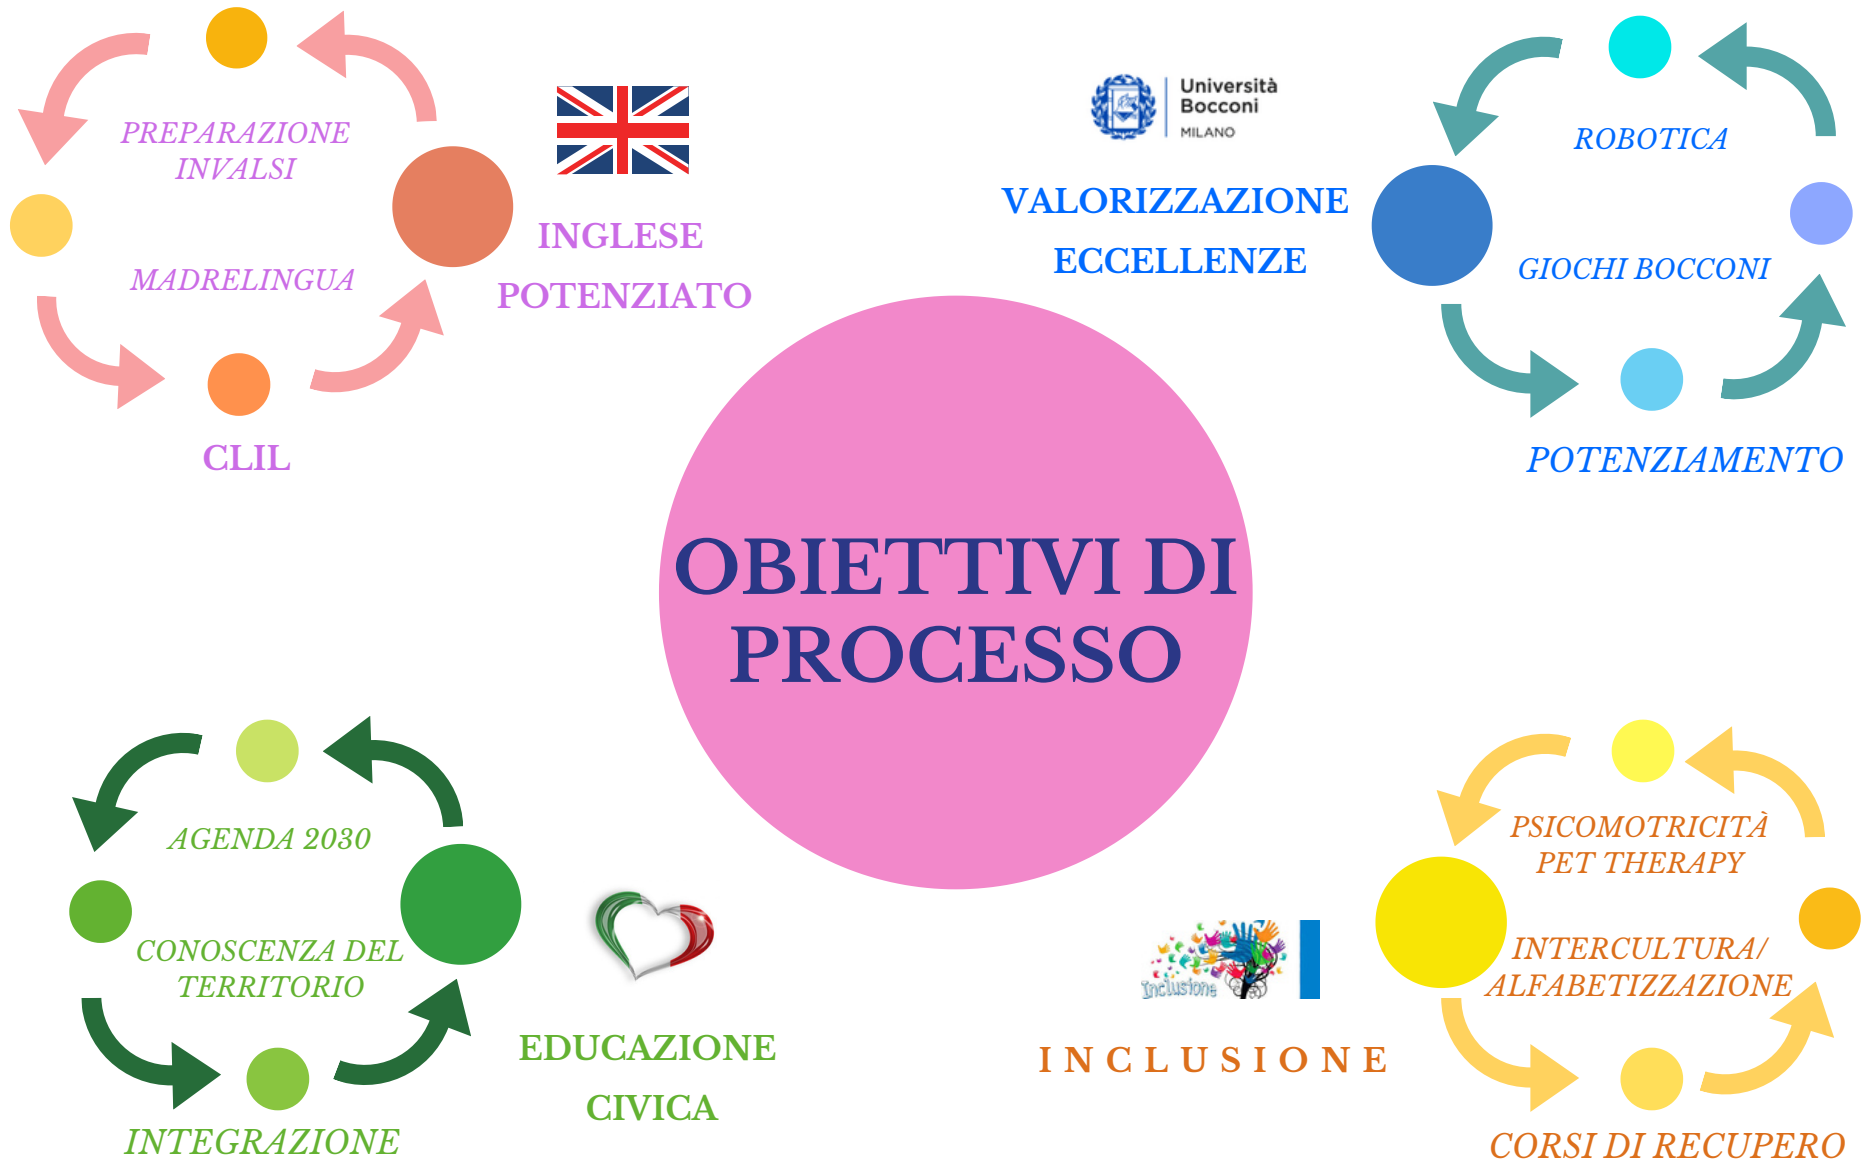 PREPARAZIONE
INVALSI
MADRELINGUA
CLIL
INGLESE
POTENZIATO
Università
Bocconi
MILANO
VALORIZZAZIONE
ECCELLENZE
ROBOTICA
GIOCHI BOCCONI
POTENZIAMENTO
OBIETTIVI DI
PROCESSO
AGENDA 2030
CONOSCENZA DEL
TERRITORIO
INTEGRAZIONE
EDUCAZIONE
CIVICA
Inclusione
INCLUSIONE
PSICOMOTRICITÀ
PET THERAPY
INTERCULTURA/
ALFABETIZZAZIONE
CORSI DI RECUPERO